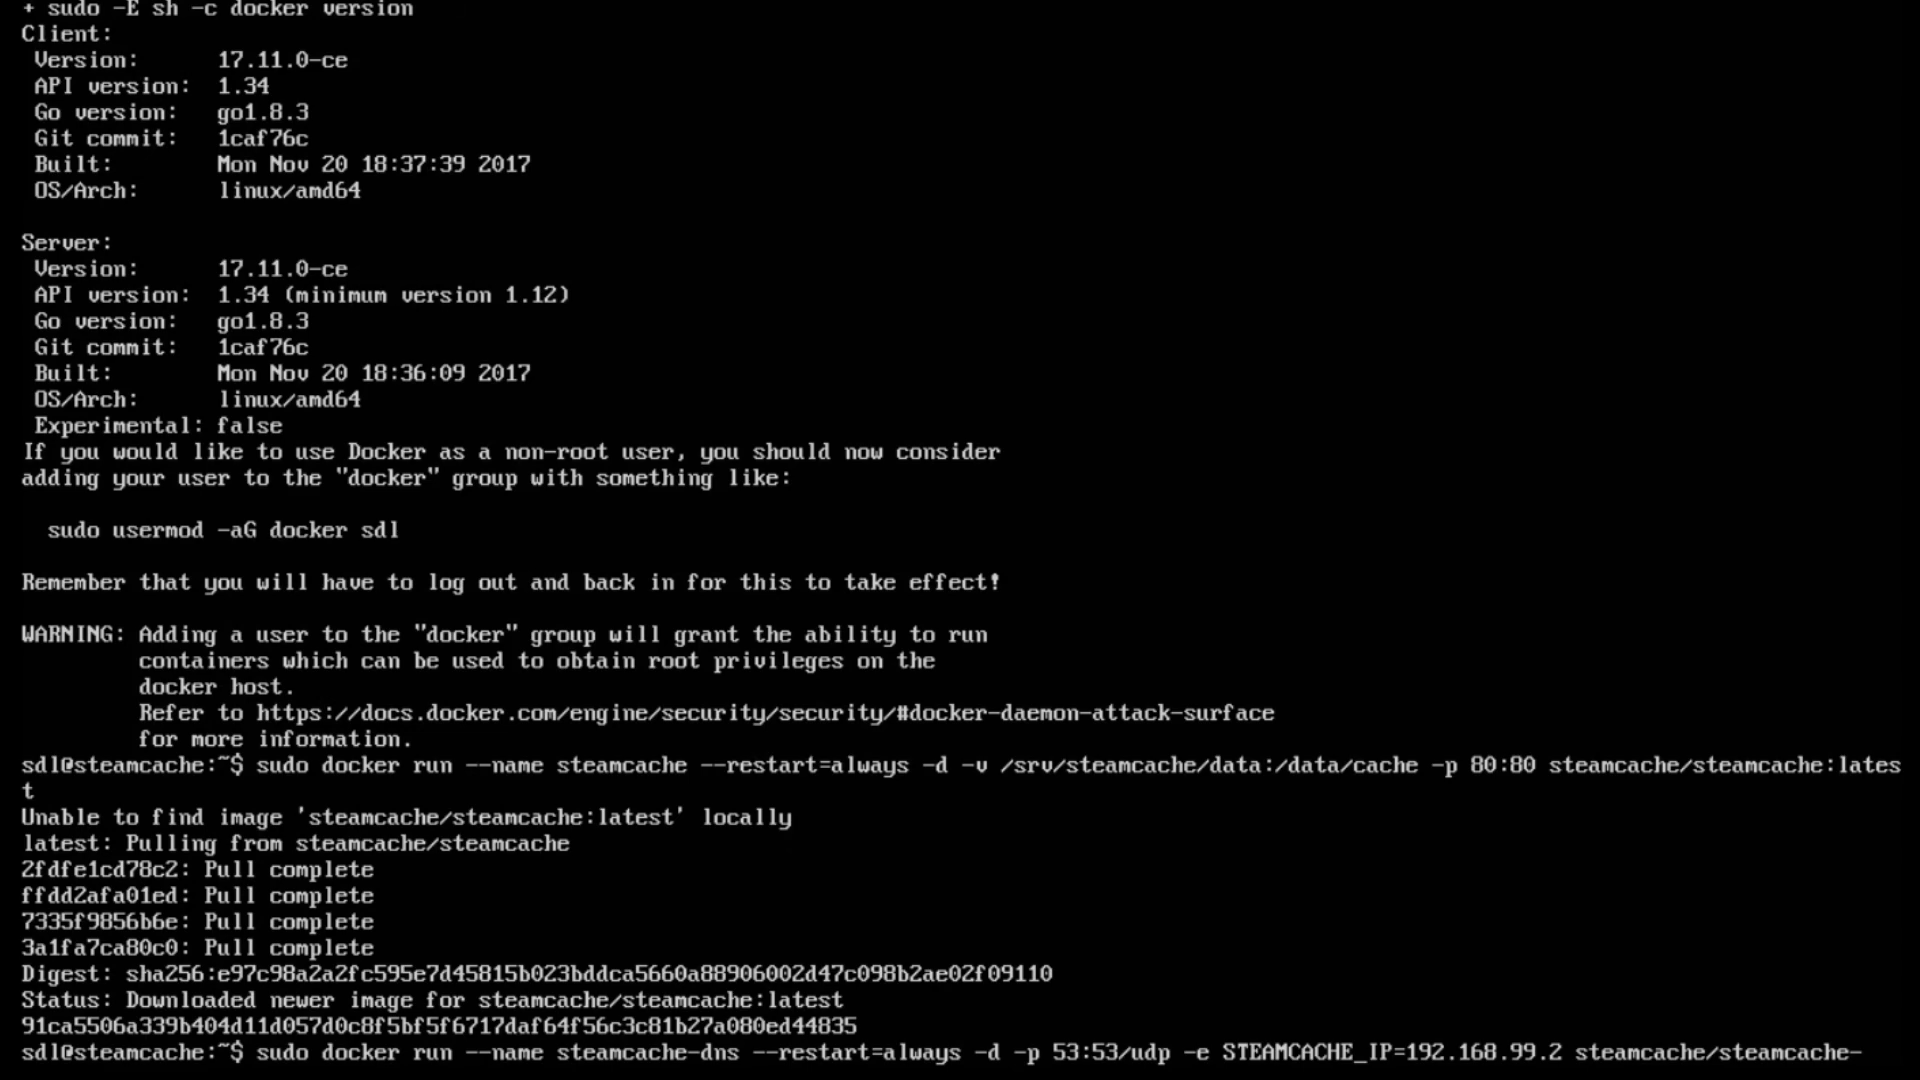 + sudo -E sh -c docker version
Client:
 Version:      17.11.0-ce
 API version:  1.34
 Go version:   go1.8.3
 Git commit:   1caf76c
 Built:        Mon Nov 20 18:37:39 2017
 OS/Arch:      linux/amd64

Server:
 Version:      17.11.0-ce
 API version:  1.34 (minimum version 1.12)
 Go version:   go1.8.3
 Git commit:   1caf76c
 Built:        Mon Nov 20 18:36:09 2017
 OS/Arch:      linux/amd64
 Experimental: false
If you would like to use Docker as a non-root user, you should now consider
adding your user to the "docker" group with something like:

  sudo usermod -aG docker sdl

Remember that you will have to log out and back in for this to take effect!

WARNING: Adding a user to the "docker" group will grant the ability to run
         containers which can be used to obtain root privileges on the
         docker host.
         Refer to https://docs.docker.com/engine/security/security/#docker-daemon-attack-surface
         for more information.
sdl@steamcache:~$ sudo docker run --name steamcache --restart=always -d -v /srv/steamcache/data:/data/cache -p 80:80 steamcache/steamcache:lates
t
Unable to find image 'steamcache/steamcache:latest' locally
latest: Pulling from steamcache/steamcache
2fdfe1cd78c2: Pull complete
ffdd2afa01ed: Pull complete
7335f9856b6e: Pull complete
3a1fa7ca80c0: Pull complete
Digest: sha256:e97c98a2a2fc595e7d45815b023bddca5660a88906002d47c098b2ae02f09110
Status: Downloaded newer image for steamcache/steamcache:latest
91ca5506a339b404d11d057d0c8f5bf5f6717daf64f56c3c81b27a080ed44835
sdl@steamcache:~$ sudo docker run --name steamcache-dns --restart=always -d -p 53:53/udp -e STEAMCACHE_IP=192.168.99.2 steamcache/steamcache-